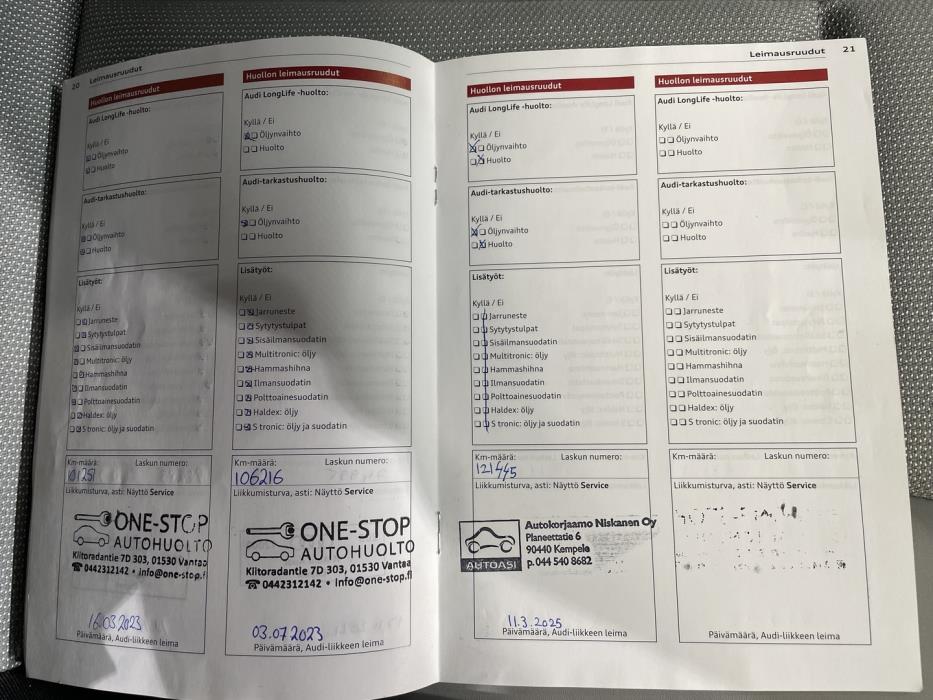 20 Leimausruudut
Huollon leimausruudut
Audi LongLife -huolto:
Kyllä / Ei
Öljynvaihto
Huolto
Audi-tarkastushuolto:
Kyllä / Ei
Öljynvaihto
Huolto
Lisätyöt:
Kyllä / Ei
Jarruneste
Sytytystulpat
Sisäilmansuodatin
Multitronic: öljy
Hammashihna
Ilmansuodatin
Polttoainesuodatin
Haldex: öljy
S tronic: öljy ja suodatin
Km-määrä: Laskun numero:
101251
Liikkumisturva, asti: Näyttö Service
ONE-STOP
AUTOHUOLTO
Kiitoradantie 7D 303, 01530 Vantaa
0442312142 • info@one-stop.fi
16.03.2023
Päivämäärä, Audi-liikkeen leima
Huollon leimausruudut
Audi LongLife -huolto:
Kyllä / Ei
Öljynvaihto
Huolto
Audi-tarkastushuolto:
Kyllä / Ei
Öljynvaihto
Huolto
Lisätyöt:
Kyllä / Ei
Jarruneste
Sytytystulpat
Sisäilmansuodatin
Multitronic: öljy
Hammashihna
Ilmansuodatin
Polttoainesuodatin
Haldex: öljy
S tronic: öljy ja suodatin
Km-määrä: Laskun numero:
106216
Liikkumisturva, asti: Näyttö Service
ONE-STOP
AUTOHUOLTO
Kiitoradantie 7D 303, 01530 Vantaa
0442312142 • info@one-stop.fi
03.07.2023
Päivämäärä, Audi-liikkeen leima
Leimausruudut 21
Huollon leimausruudut
Audi LongLife -huolto:
Kyllä / Ei
Öljynvaihto
Huolto
Audi-tarkastushuolto:
Kyllä / Ei
Öljynvaihto
Huolto
Lisätyöt:
Kyllä / Ei
Jarruneste
Sytytystulpat
Sisäilmansuodatin
Multitronic: öljy
Hammashihna
Ilmansuodatin
Polttoainesuodatin
Haldex: öljy
S tronic: öljy ja suodatin
Km-määrä: Laskun numero:
121445
Liikkumisturva, asti: Näyttö Service
AUTOASI
Autokorjaamo Niskanen Oy
Planeettatie 6
90440 Kempele
p. 044 540 8682
11.3.2025
Päivämäärä, Audi-liikkeen leima
Huollon leimausruudut
Audi LongLife -huolto:
Kyllä / Ei
Öljynvaihto
Huolto
Audi-tarkastushuolto:
Kyllä / Ei
Öljynvaihto
Huolto
Lisätyöt:
Kyllä / Ei
Jarruneste
Sytytystulpat
Sisäilmansuodatin
Multitronic: öljy
Hammashihna
Ilmansuodatin
Polttoainesuodatin
Haldex: öljy
S tronic: öljy ja suodatin
Km-määrä: Laskun numero:
Liikkumisturva, asti: Näyttö Service
Päivämäärä, Audi-liikkeen leima